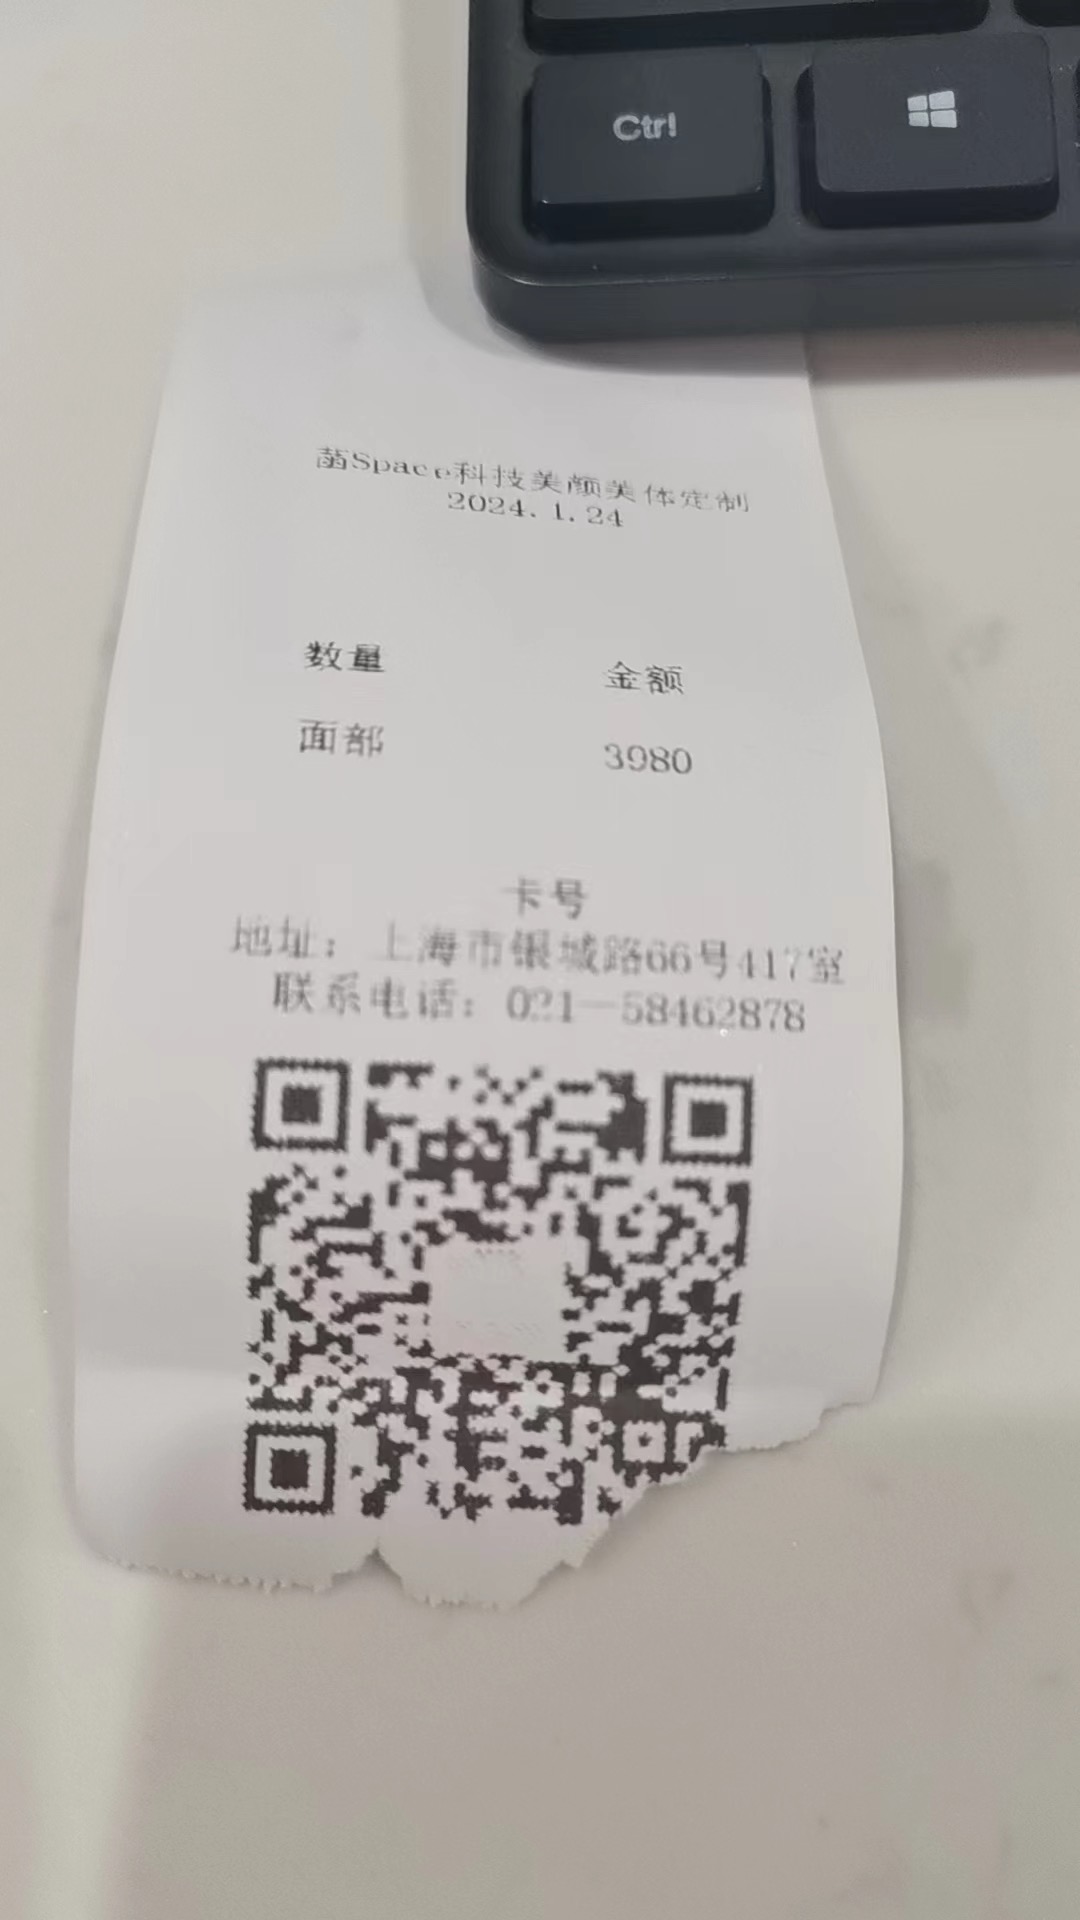 Ctrl
菡Space科技美颜美体定制
2024.1.24
数量 金额
面部 3980
卡号
地址：上海市银城路66号417室
联系电话：021—58462878